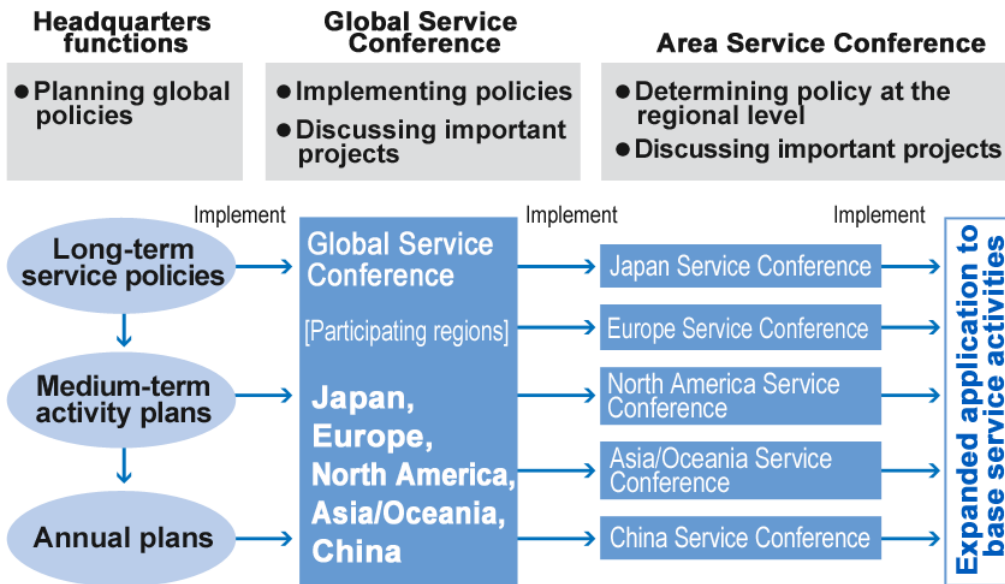 Headquarters
functions
● Planning global
policies
Global Service
Conference
● Implementing policies
● Discussing important
projects
Area Service Conference
● Determining policy at the
regional level
● Discussing important projects
Implement
Implement
Implement
Long-term
service policies
Medium-term
activity plans
Annual plans
Global Service
Conference
[Participating regions]
Japan,
Europe,
North America,
Asia/Oceania,
China
Japan Service Conference
Europe Service Conference
North America Service
Conference
Asia/Oceania Service
Conference
China Service Conference
Expanded application to
base service activities